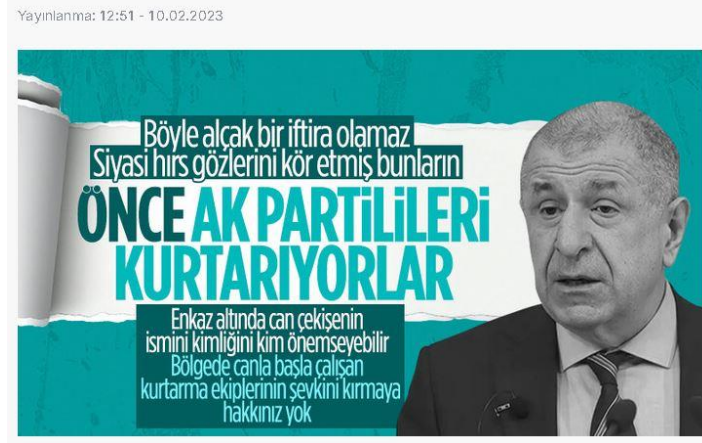 Yayınlanma: 12:51 - 10.02.2023
Böyle alçak bir iftira olamaz
Siyasi hırs gözlerini kör etmiş bunların
ÖNCE AK PARTİLİLERİ
KURTARIYORLAR
Enkaz altında can çekişenin
ismini kimliğini kim önemseyebilir
Bölgede canla başla çalışan
kurtarma ekiplerinin şevkini kırmaya
hakkınız yok